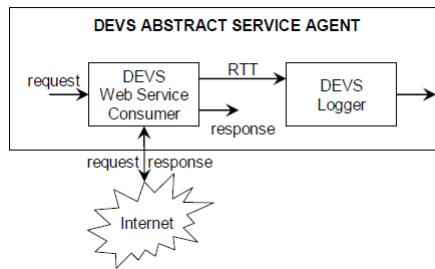 DEVS ABSTRACT SERVICE AGENT
request
DEVS
Web Service
Consumer
RTT
response
DEVS
Logger
request response
Internet